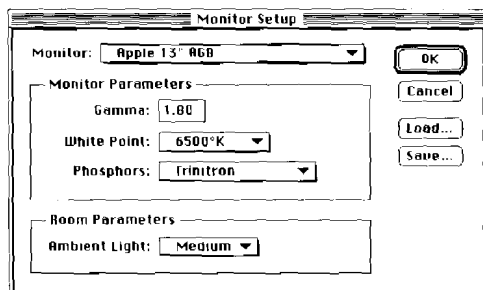 Monitor Setup
Monitor: Apple 13" RGB
OK
Monitor Parameters
Cancel
Gamma: 1.80
Load...
White Point: 6500°K
Save...
Phosphors: Trinitron
Room Parameters
Ambient Light: Medium